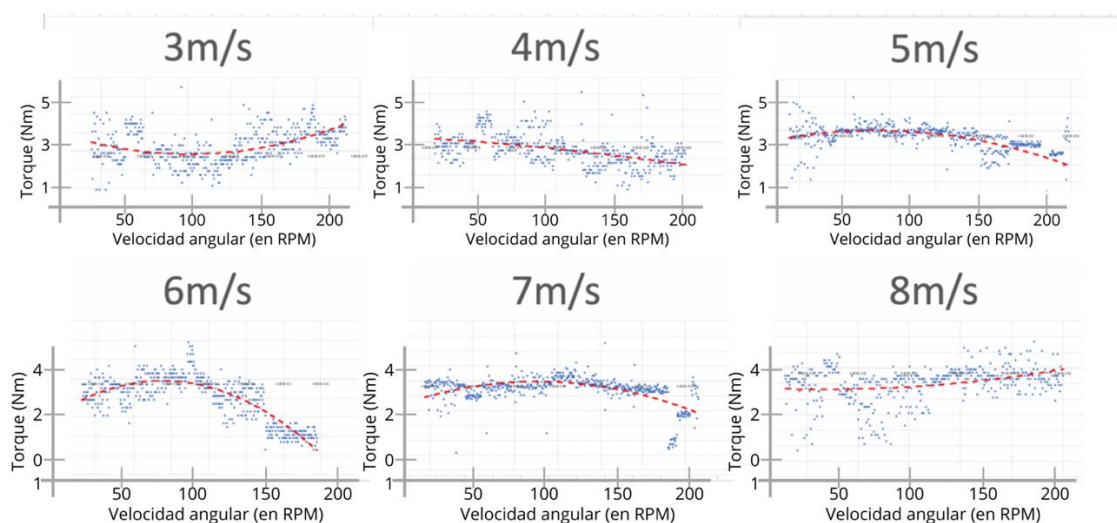 3m/s 4m/s 5m/s
Torque (Nm)
5
3
1
50 100 150 200
Velocidad angular (en RPM)
Torque (Nm)
5
3
1
50 100 150 200
Velocidad angular (en RPM)
Torque (Nm)
5
3
1
50 100 150 200
Velocidad angular (en RPM)
6m/s 7m/s 8m/s
Torque (Nm)
4
2
0
1
50 100 150 200
Velocidad angular (en RPM)
Torque (Nm)
4
2
0
1
50 100 150 200
Velocidad angular (en RPM)
Torque (Nm)
4
2
0
1
50 100 150 200
Velocidad angular (en RPM)